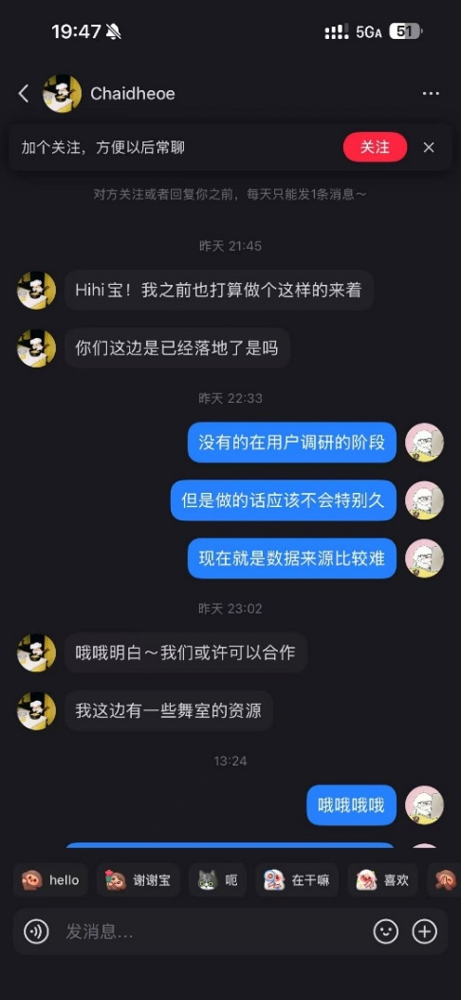 19:47
5GA 51
Chaidheoe
加个关注，方便以后常聊
关注
对方关注或者回复你之前，每天只能发1条消息～
昨天 21:45
Hihi宝！我之前也打算做个这样的来着
你们这边是已经落地了是吗
昨天 22:33
没有的在用户调研的阶段
但是做的话应该不会特别久
现在就是数据来源比较难
昨天 23:02
哦哦明白～我们或许可以合作
我这边有一些舞室的资源
13:24
哦哦哦哦
hello
谢谢宝
呃
在干嘛
喜欢
发消息...